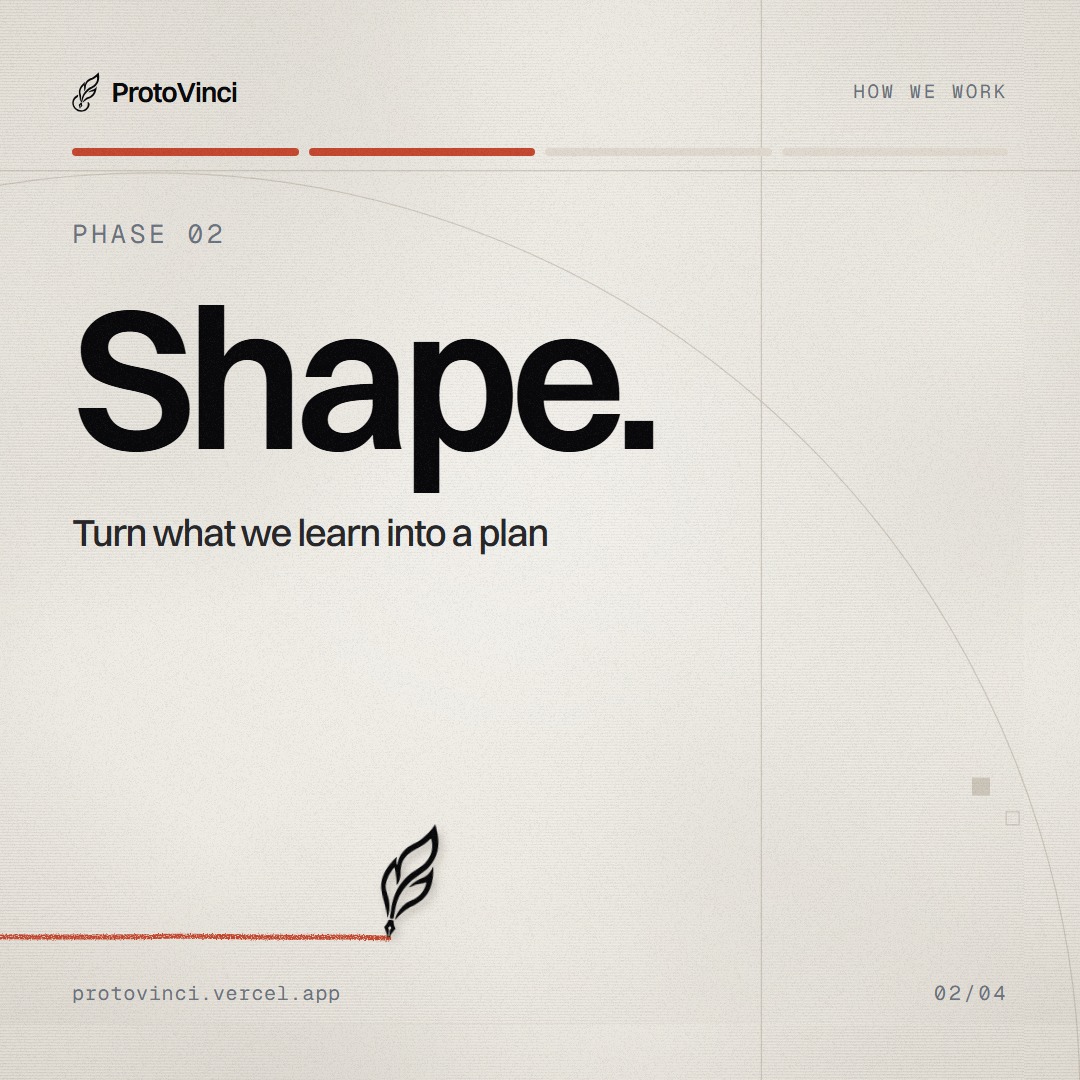 ProtoVinci
HOW WE WORK
PHASE 02
Shape.
Turn what we learn into a plan
protovinci.vercel.app
02/04